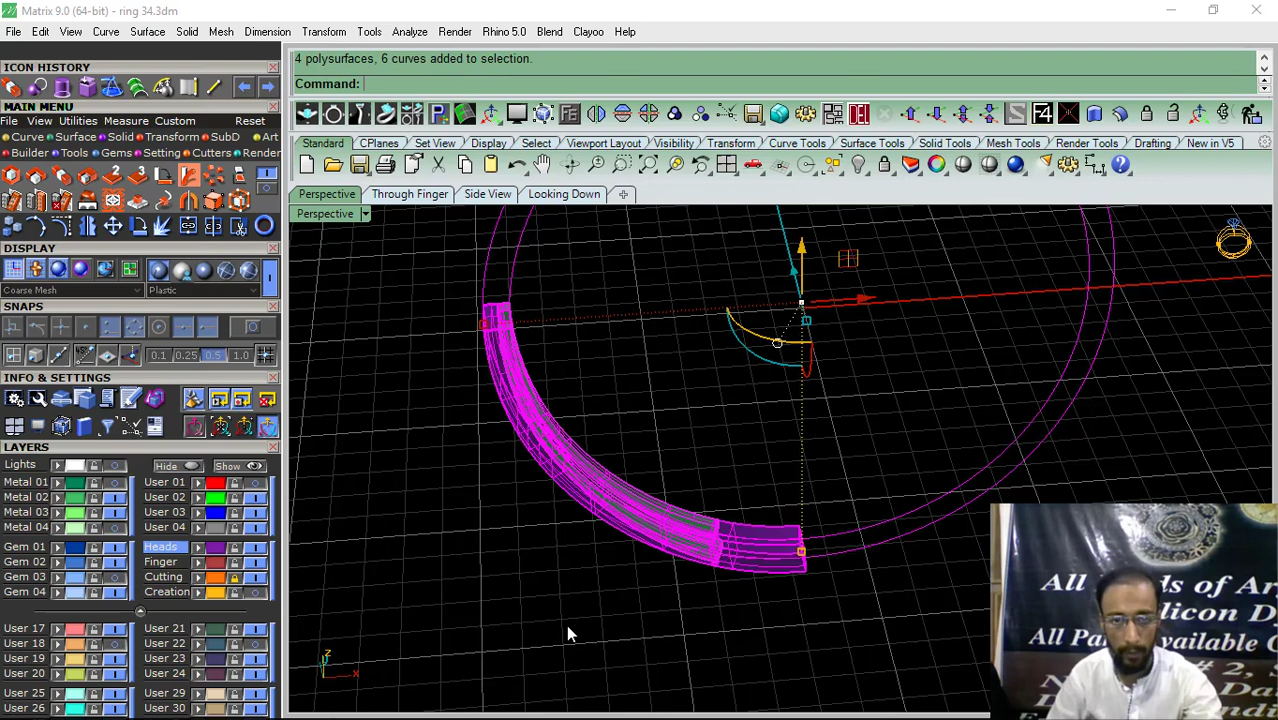 Matrix 9.0 (64-bit) - ring 34.3dm
File Edit View Curve Surface Solid Mesh Dimension Transform Tools Analyze Render Rhino 5.0 Blend Clayoo Help
ICON HISTORY
MAIN MENU
File View Utilities Measure Custom Reset
Curve Surface Solid Transform SubD Art
Builder Tools Gems Setting Cutters Render
DISPLAY
Coarse Mesh Plastic
SNAPS
0.1 0.25 0.5 1.0
INFO & SETTINGS
LAYERS
Lights Hide Show
Metal 01 User 01
Metal 02 User 02
Metal 03 User 03
Metal 04 User 04
Gem 01 Heads
Gem 02 Finger
Gem 03 Cutting
Gem 04 Creation
User 17 User 21
User 18 User 22
User 19 User 23
User 20 User 24
User 25 User 29
User 26 User 30
4 polysurfaces, 6 curves added to selection.
Command:
Standard CPlanes Set View Display Select Viewport Layout Visibility Transform Curve Tools Surface Tools Solid Tools Mesh Tools Render Tools Drafting New in V5
Perspective Through Finger Side View Looking Down
Perspective
z
x
All
of Ar
ilicon D
All Pa
vailable C
# 2,